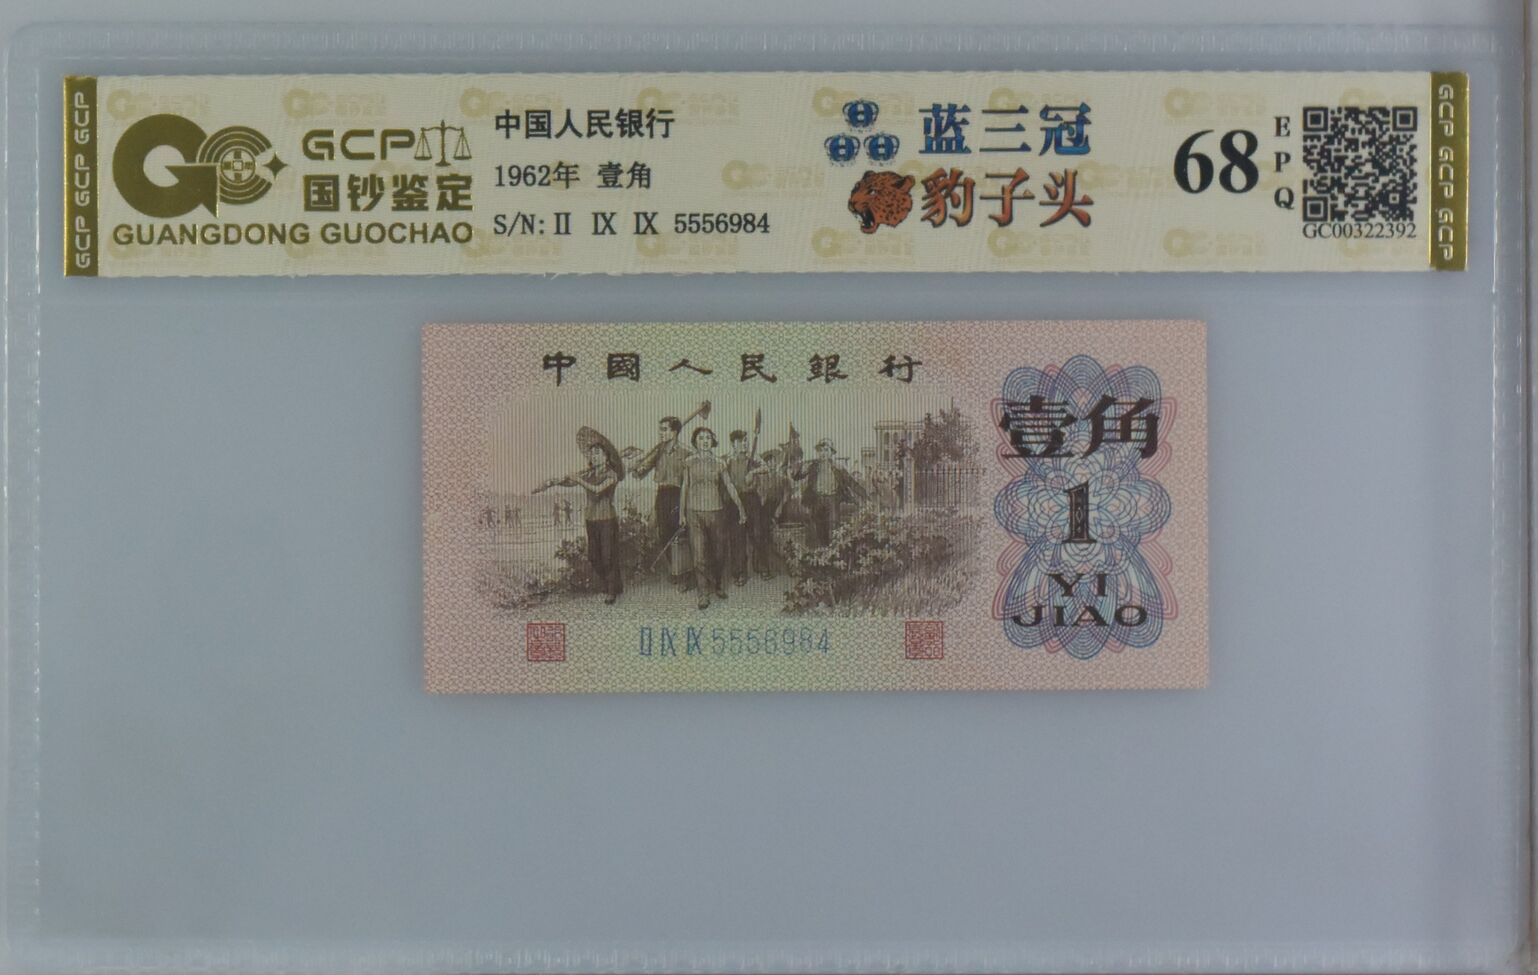 GCP GCP GCP
GCP
国钞鉴定
GUANGDONG GUOCHAO
中国人民银行
1962年 壹角
S/N: II IX IX 5556984
蓝三冠
豹子头
68
EPQ
GC00322392
GCP GCP GCP
中國人民銀行
壹角
1
YI
JIAO
II IX IX 5556984